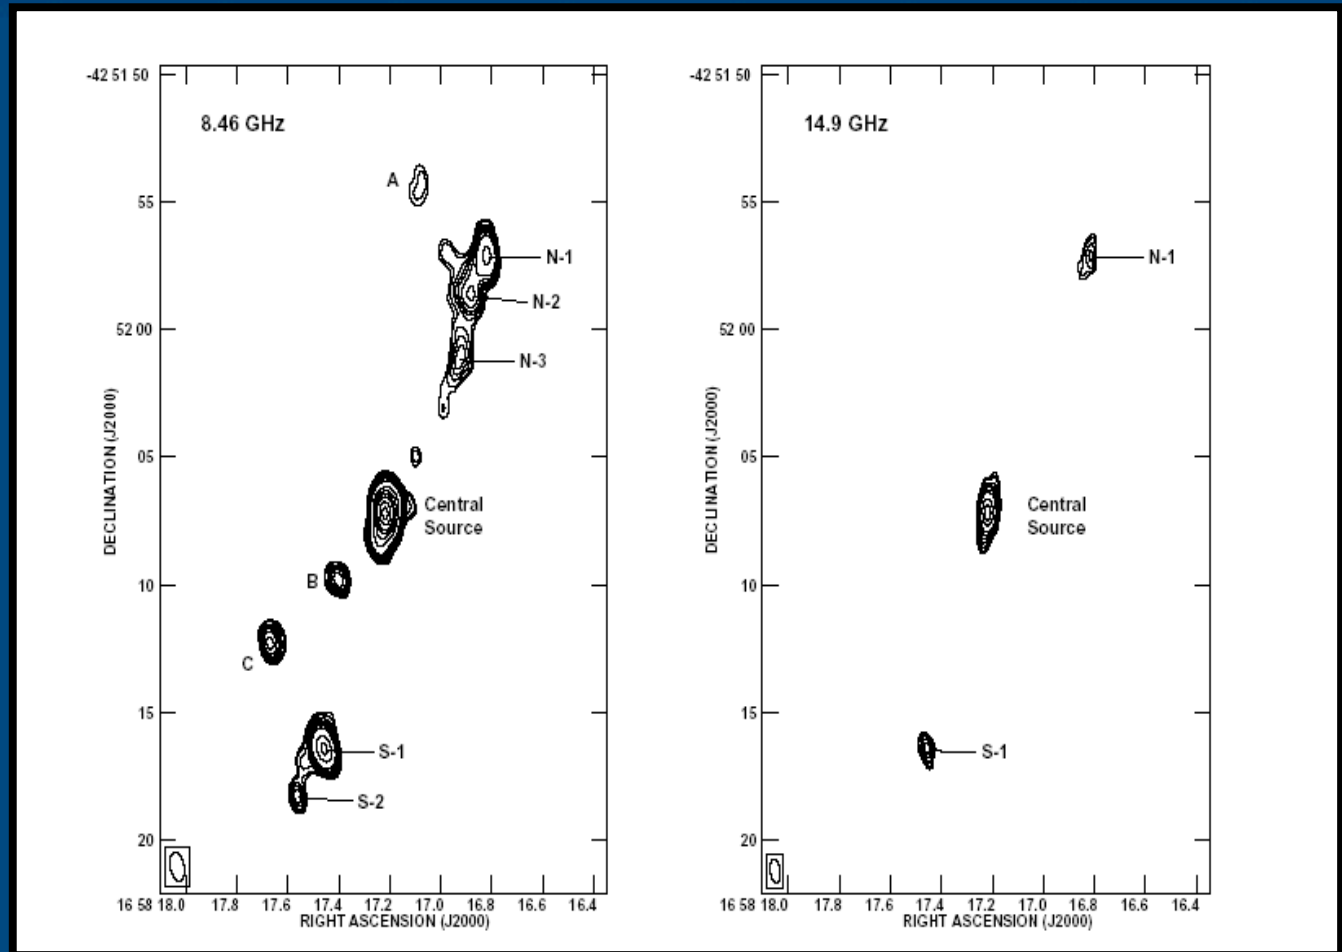 -42 51 50
8.46 GHz
A
55
N-1
N-2
52 00
N-3
DECLINATION (J2000)
05
Central
Source
10
B
C
15
S-1
S-2
20
16 58 18.0 17.8 17.6 17.4 17.2 17.0 16.8 16.6 16.4
RIGHT ASCENSION (J2000)
-42 51 50
14.9 GHz
55
N-1
52 00
DECLINATION (J2000)
05
Central
Source
10
15
S-1
20
16 58 18.0 17.8 17.6 17.4 17.2 17.0 16.8 16.6 16.4
RIGHT ASCENSION (J2000)